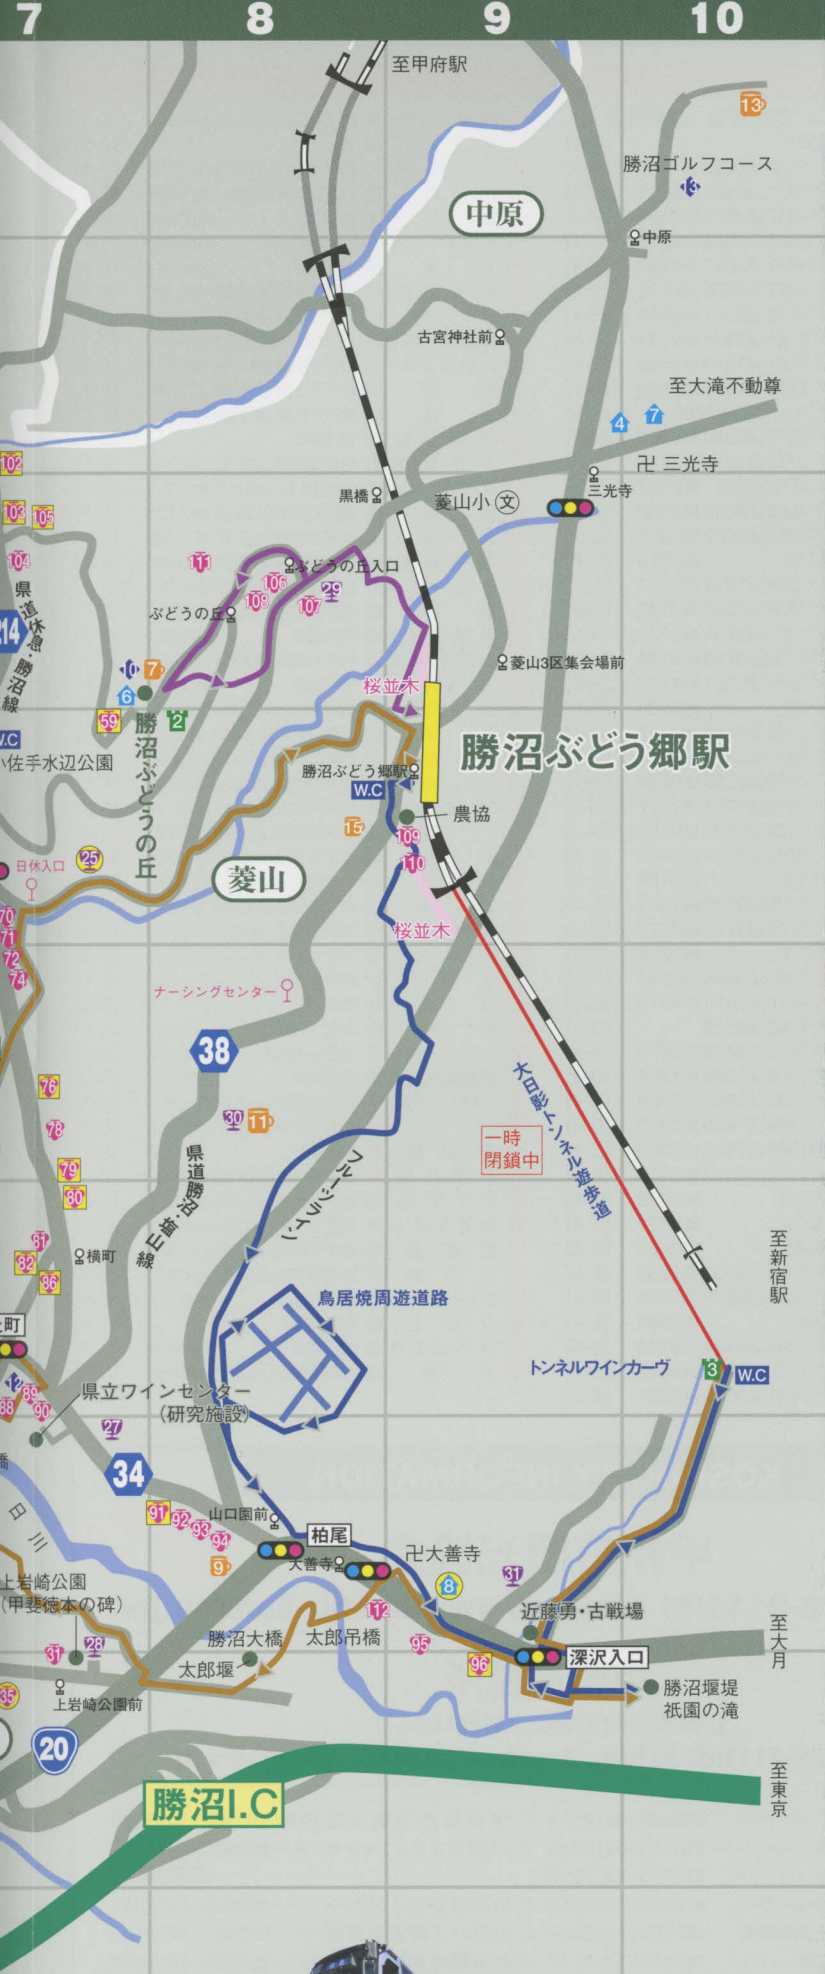 7
8
9
10
至甲府駅
13
勝沼ゴルフコース
13
中原
中原
古宮神社前
至大滝不動尊
4
7
卍 三光寺
三光寺
102
103
105
104
黒橋
菱山小 文
111
ぶどうの丘入口
106
108
107
29
ぶどうの丘
県道休息・勝沼線
214
10
7
6
59
2
桜並木
菱山3区集会場前
W.C
小佐手水辺公園
勝沼ぶどうの丘
勝沼ぶどう郷駅
勝沼ぶどう郷駅
W.C
農協
15
109
110
25
日休入口
菱山
70
71
72
74
桜並木
ナーシングセンター
38
大日影トンネル遊歩道
76
78
30
11
一時
閉鎖中
79
80
県道勝沼・塩山線
フルーツライン
81
82
86
横町
至新宿駅
鳥居焼周遊道路
上町
トンネルワインカーヴ
3
W.C
12
89
88
90
県立ワインセンター
(研究施設)
27
34
橋
91
92
93
94
山口園前
柏尾
日川
9
大善寺
卍大善寺
8
31
上岩崎公園
(甲斐徳本の碑)
112
近藤勇・古戦場
至大月
31
28
勝沼大橋
太郎吊橋
95
96
深沢入口
太郎堰
35
上岩崎公園前
勝沼堰堤
祇園の滝
20
勝沼I.C
至東京